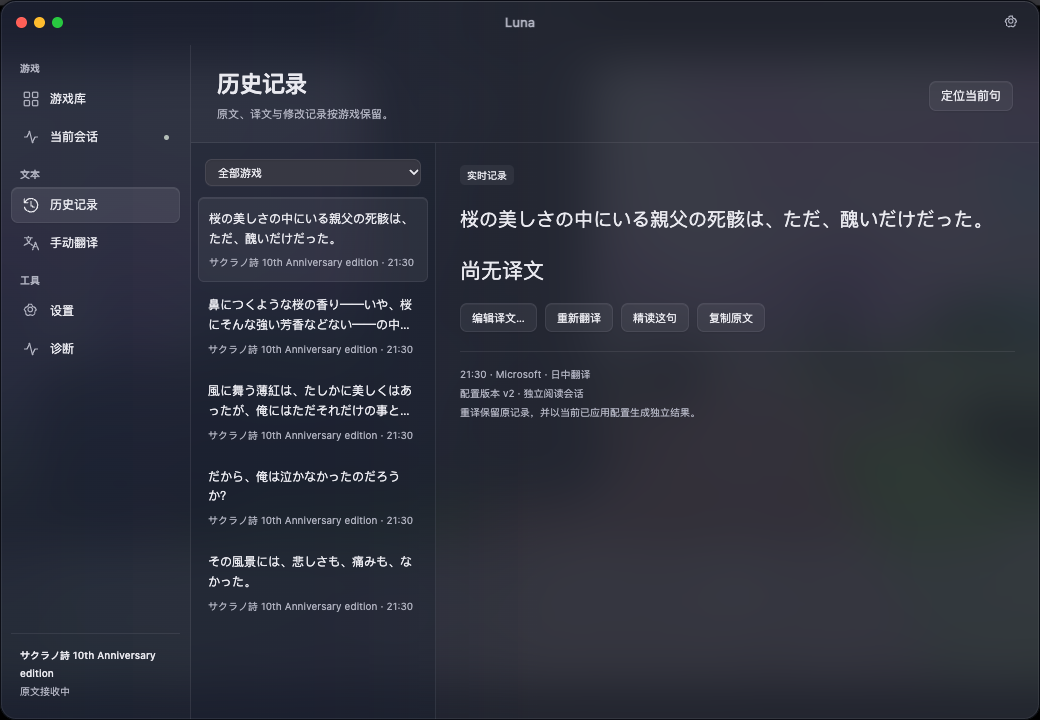 Luna
游戏
游戏库
当前会话
文本
历史记录
手动翻译
工具
设置
诊断
サクラノ詩 10th Anniversary
edition
原文接收中
历史记录
原文、译文与修改记录按游戏保留。
定位当前句
全部游戏
桜の美しさの中にいる親父の死骸は、
ただ、醜いだけだった。
サクラノ詩 10th Anniversary edition · 21:30
鼻につくような桜の香り——いや、桜
にそんな強い芳香などない——の中...
サクラノ詩 10th Anniversary edition · 21:30
風に舞う薄紅は、たしかに美しくはあ
ったが、俺にはただそれだけの事と...
サクラノ詩 10th Anniversary edition · 21:30
だから、俺は泣かなかったのだろう
か?
サクラノ詩 10th Anniversary edition · 21:30
その風景には、悲しさも、痛みも、な
かった。
サクラノ詩 10th Anniversary edition · 21:30
实时记录
桜の美しさの中にいる親父の死骸は、ただ、醜いだけだった。
尚无译文
编辑译文...
重新翻译
精读这句
复制原文
21:30 · Microsoft · 日中翻译
配置版本 v2 · 独立阅读会话
重译保留原记录，并以当前已应用配置生成独立结果。